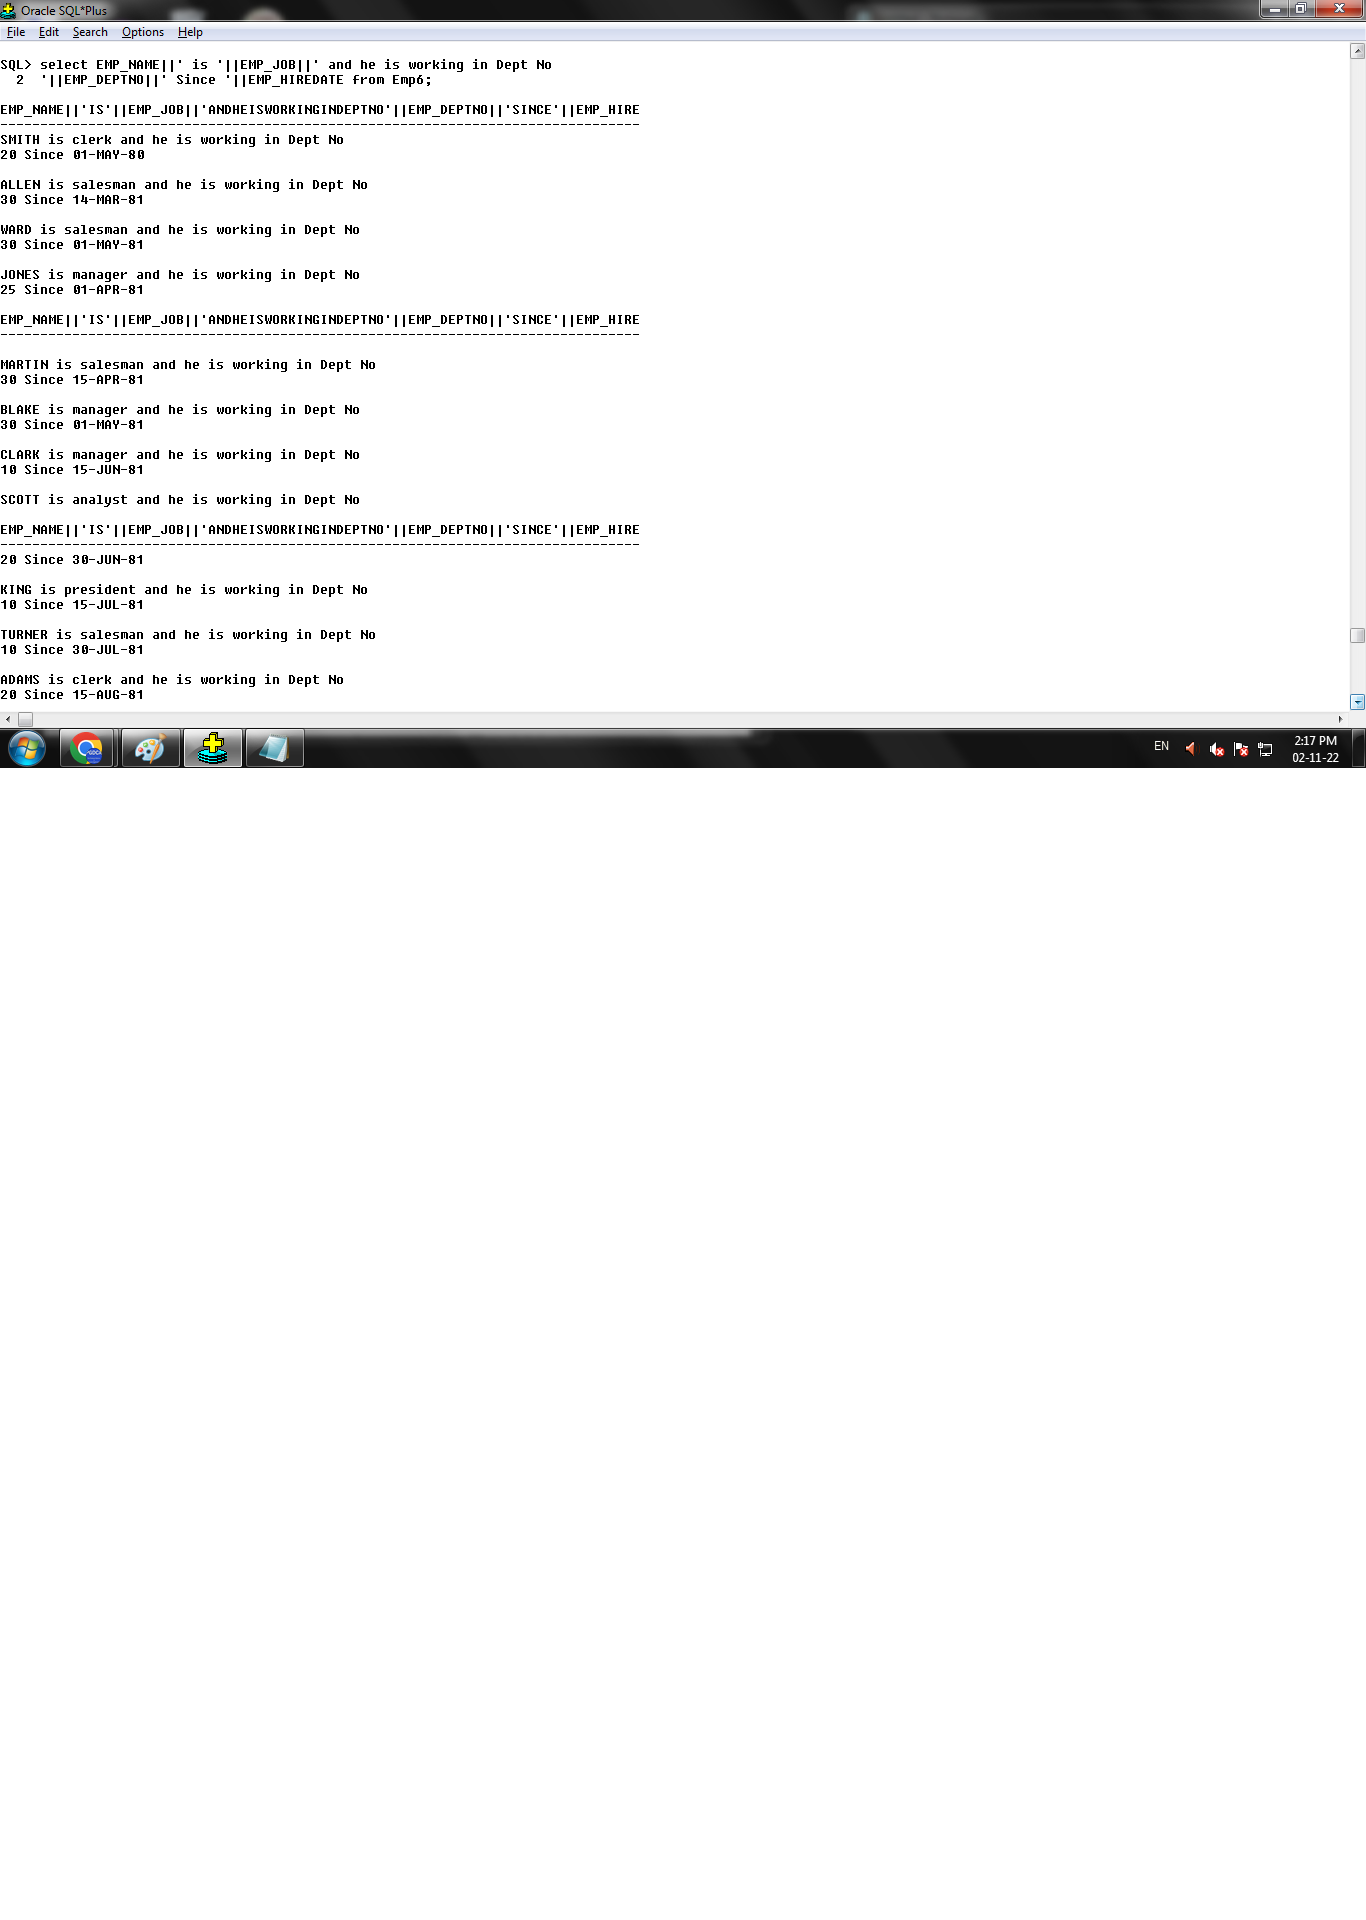 Oracle SQL*Plus
File Edit Search Options Help
SQL> select EMP_NAME||' is '||EMP_JOB||' and he is working in Dept No
  2  '||EMP_DEPTNO||' Since '||EMP_HIREDATE from Emp6;
EMP_NAME||'IS'||EMP_JOB||'ANDHEISWORKINGINDEPTNO'||EMP_DEPTNO||'SINCE'||EMP_HIRE
--------------------------------------------------------------------------------
SMITH is clerk and he is working in Dept No
20 Since 01-MAY-80
ALLEN is salesman and he is working in Dept No
30 Since 14-MAR-81
WARD is salesman and he is working in Dept No
30 Since 01-MAY-81
JONES is manager and he is working in Dept No
25 Since 01-APR-81
EMP_NAME||'IS'||EMP_JOB||'ANDHEISWORKINGINDEPTNO'||EMP_DEPTNO||'SINCE'||EMP_HIRE
--------------------------------------------------------------------------------
MARTIN is salesman and he is working in Dept No
30 Since 15-APR-81
BLAKE is manager and he is working in Dept No
30 Since 01-MAY-81
CLARK is manager and he is working in Dept No
10 Since 15-JUN-81
SCOTT is analyst and he is working in Dept No
EMP_NAME||'IS'||EMP_JOB||'ANDHEISWORKINGINDEPTNO'||EMP_DEPTNO||'SINCE'||EMP_HIRE
--------------------------------------------------------------------------------
20 Since 30-JUN-81
KING is president and he is working in Dept No
10 Since 15-JUL-81
TURNER is salesman and he is working in Dept No
10 Since 30-JUL-81
ADAMS is clerk and he is working in Dept No
20 Since 15-AUG-81
EN
2:17 PM
02-11-22